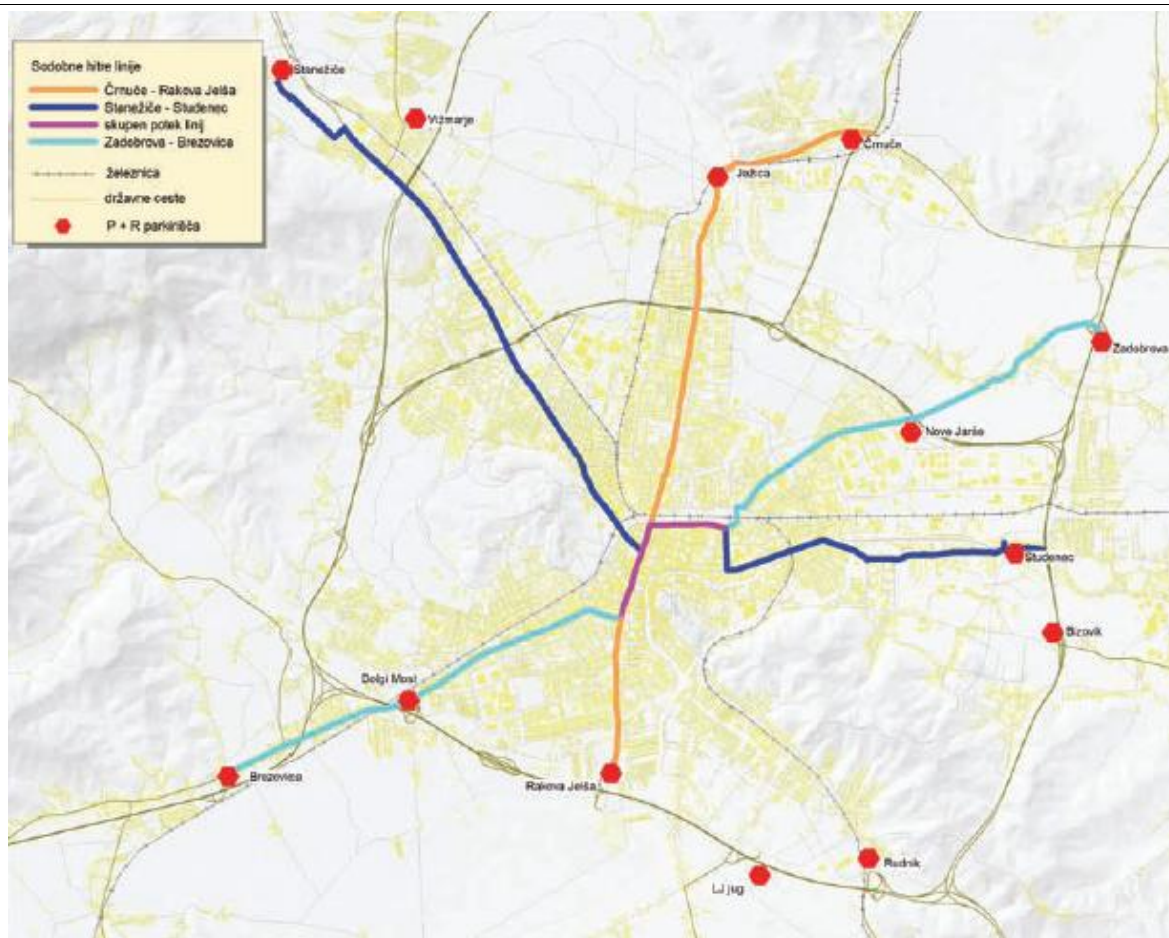 Sodobne hitre linije
Črnuče - Rakova Jelša
Stanežiče - Studenec
skupen potek linij
Zadobrova - Brezovica
železnica
državne ceste
P + R parkirišča
Stanežiče
Vižmarje
Črnuče
Ježica
Zadobrova
Nove Jarše
Studenec
Bizovik
Dolgi Most
Brezovica
Rakova Jelša
Rudnik
LJ jug